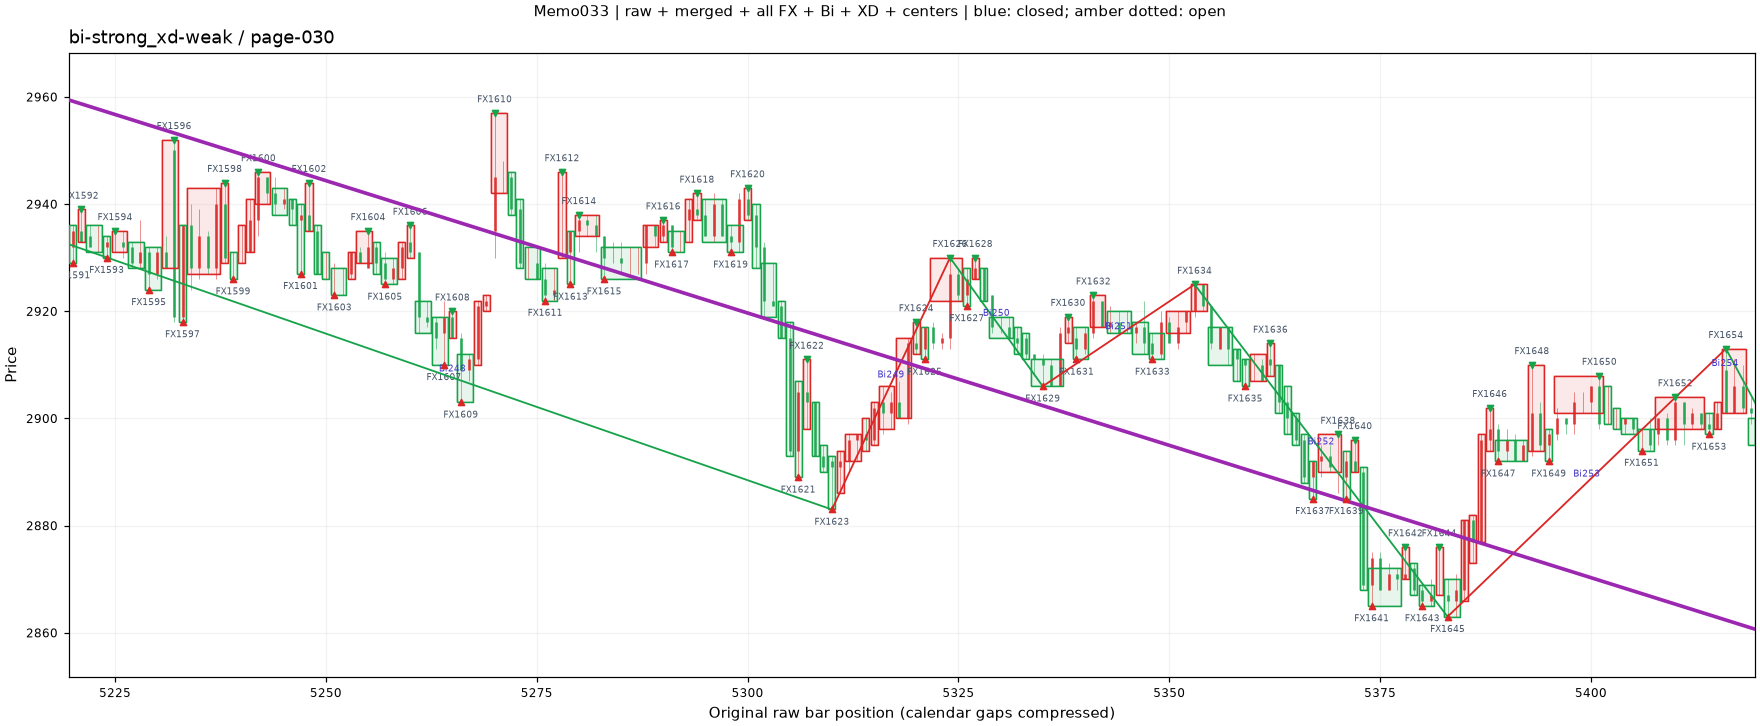 Memo033 | raw + merged + all FX + Bi + XD + centers | blue: closed; amber dotted: open
bi-strong_xd-weak / page-030
Price
2960
2940
2920
2900
2880
2860
FX1610
FX1596
FX1600
FX1598
FX1602
FX1612
FX1618
FX1620
X1592
FX1594
FX1604
FX1606
FX1614
FX1616
1591
FX1593
FX1595
FX1597
FX1599
FX1601
FX1603
FX1605
FX1608
Bi248
FX1607
FX1609
FX1611
FX1613
FX1615
FX1617
FX1619
FX1622
FX1621
FX1623
Bi249
FX1624
FX1625
FX1628
FX1627
Bi250
FX1629
FX1630
FX1631
FX1632
Bi251
FX1633
FX1634
FX1635
FX1636
Bi252
FX1637
FX1638
FX1639
FX1640
FX1641
FX1642
FX1643
FX1644
FX1645
FX1646
FX1647
FX1648
FX1649
Bi253
FX1650
FX1651
FX1652
FX1653
FX1654
Bi254
5225
5250
5275
5300
5325
5350
5375
5400
Original raw bar position (calendar gaps compressed)